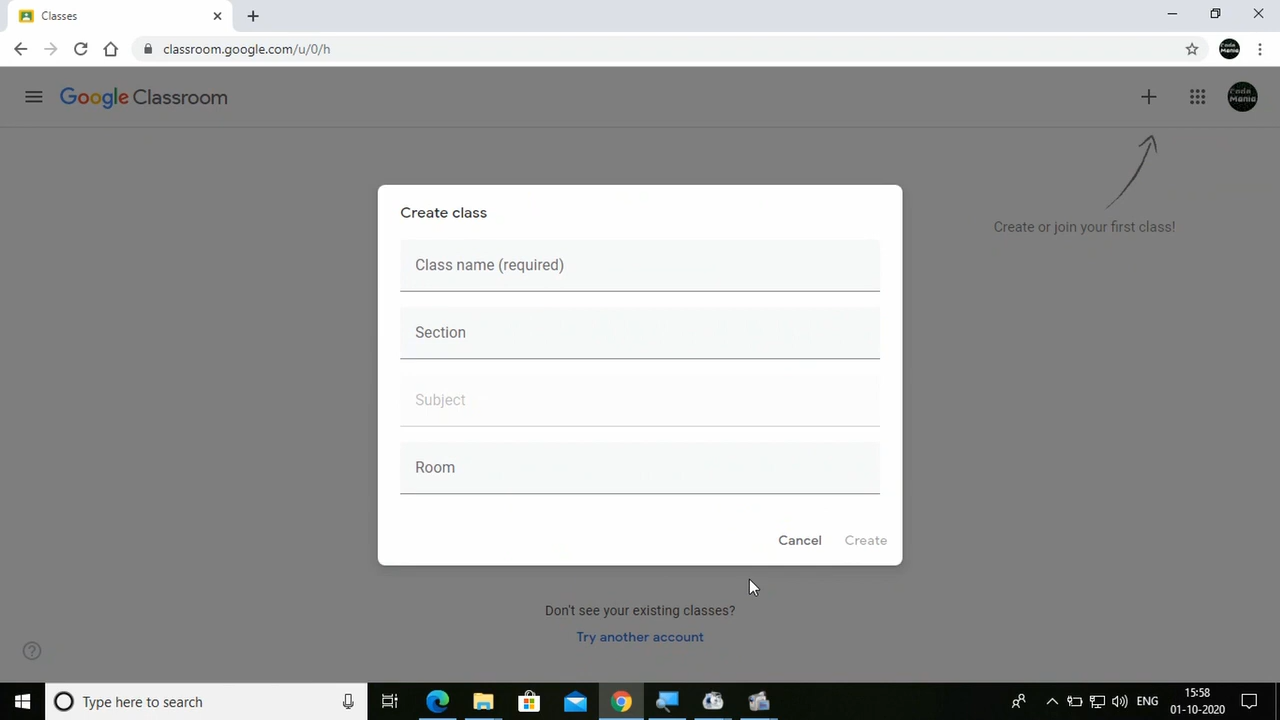 Classes
classroom.google.com/u/0/h
Google Classroom
Create or join your first class!
Create class
Class name (required)
Section
Subject
Room
Cancel Create
Don't see your existing classes?
Try another account
Type here to search
ENG
15:58
01-10-2020